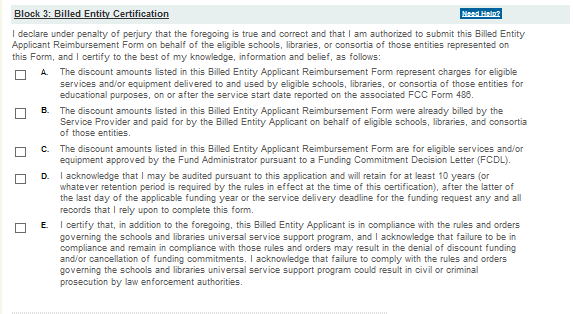 Block 3: Billed Entity Certification
Need Help?
I declare under penalty of perjury that the foregoing is true and correct and that I am authorized to submit this Billed Entity
Applicant Reimbursement Form on behalf of the eligible schools, libraries, or consortia of those entities represented on
this Form, and I certify to the best of my knowledge, information and belief, as follows:
A. The discount amounts listed in this Billed Entity Applicant Reimbursement Form represent charges for eligible
services and/or equipment delivered to and used by eligible schools, libraries, or consortia of those entities for
educational purposes, on or after the service start date reported on the associated FCC Form 486.
B. The discount amounts listed in this Billed Entity Applicant Reimbursement Form were already billed by the
Service Provider and paid for by the Billed Entity Applicant on behalf of eligible schools, libraries, and consortia
of those entities.
C. The discount amounts listed in this Billed Entity Applicant Reimbursement Form are for eligible services and/or
equipment approved by the Fund Administrator pursuant to a Funding Commitment Decision Letter (FCDL).
D. I acknowledge that I may be audited pursuant to this application and will retain for at least 10 years (or
whatever retention period is required by the rules in effect at the time of this certification), after the latter of
the last day of the applicable funding year or the service delivery deadline for the funding request any and all
records that I rely upon to complete this form.
E. I certify that, in addition to the foregoing, this Billed Entity Applicant is in compliance with the rules and orders
governing the schools and libraries universal service support program, and I acknowledge that failure to be in
compliance and remain in compliance with those rules and orders may result in the denial of discount funding
and/or cancellation of funding commitments. I acknowledge that failure to comply with the rules and orders
governing the schools and libraries universal service support program could result in civil or criminal
prosecution by law enforcement authorities.